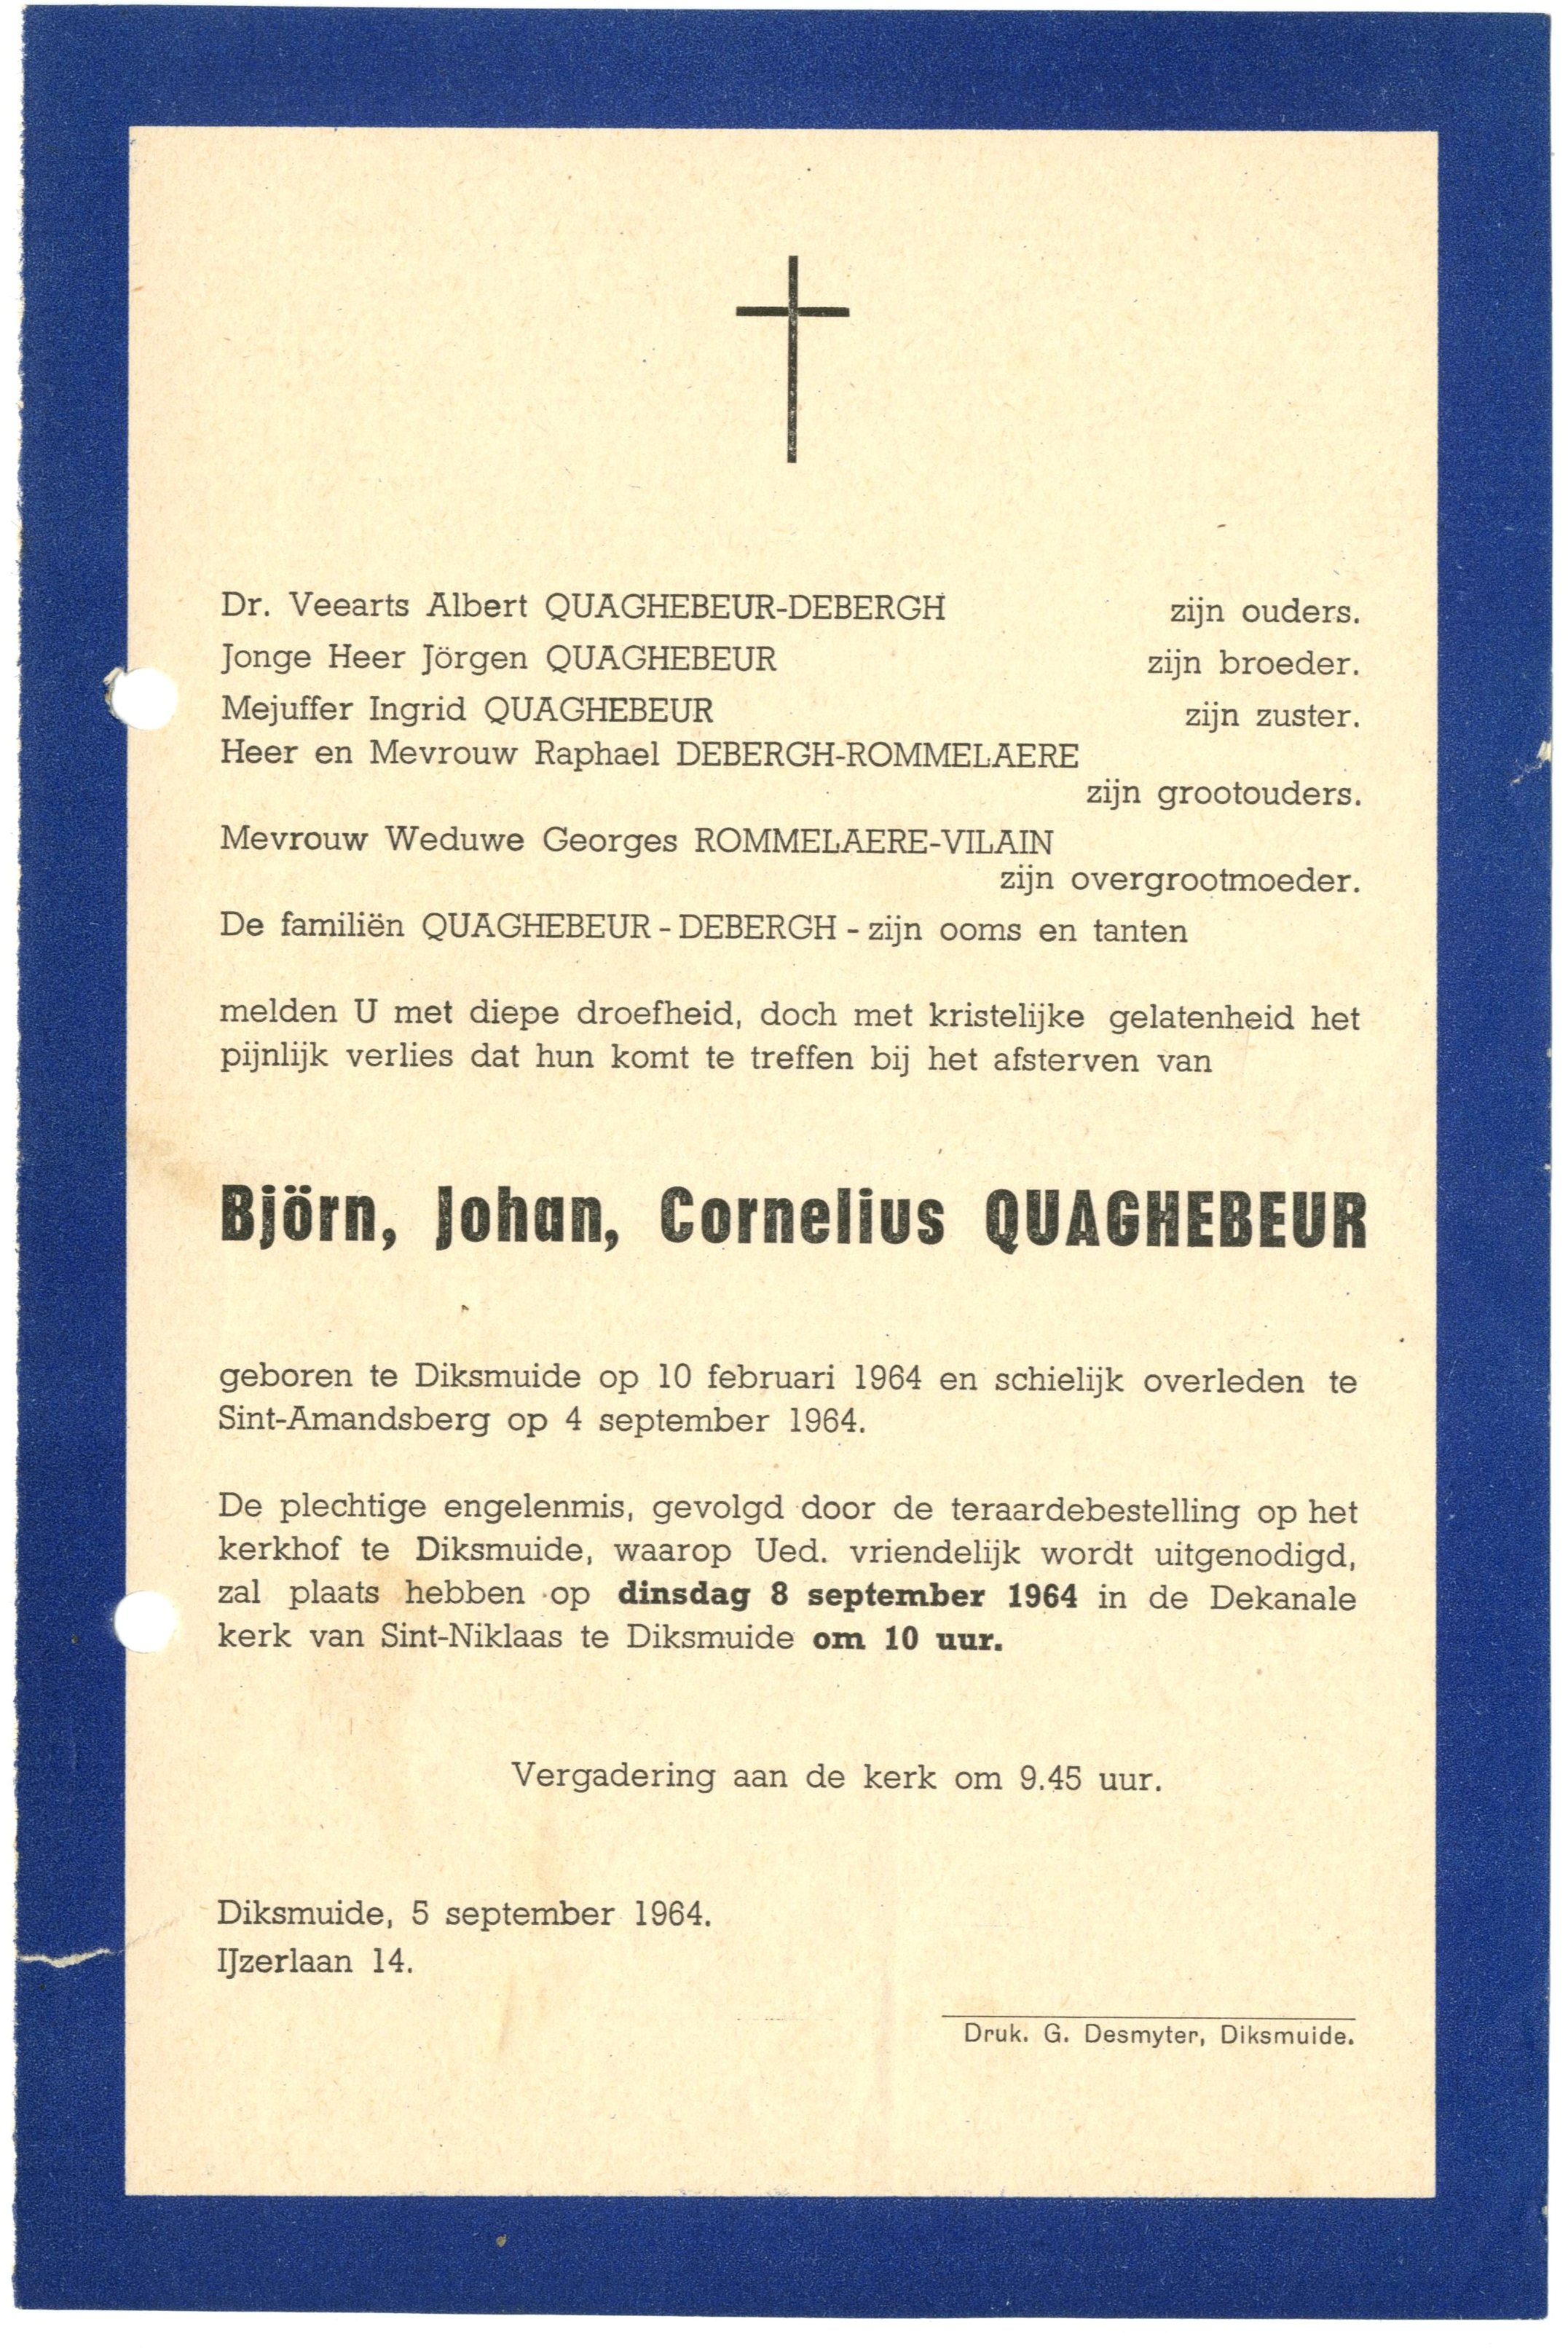 Dr. Veearts Albert QUAGHEBEUR-DEBERGH zijn ouders.
Jonge Heer Jörgen QUAGHEBEUR zijn broeder.
Mejuffer Ingrid QUAGHEBEUR zijn zuster.
Heer en Mevrouw Raphael DEBERGH-ROMMELAERE
zijn grootouders.
Mevrouw Weduwe Georges ROMMELAERE-VILAIN
zijn overgrootmoeder.
De familiën QUAGHEBEUR - DEBERGH - zijn ooms en tanten
melden U met diepe droefheid, doch met kristelijke gelatenheid het
pijnlijk verlies dat hun komt te treffen bij het afsterven van
Björn, Johan, Cornelius QUAGHEBEUR
geboren te Diksmuide op 10 februari 1964 en schielijk overleden te
Sint-Amandsberg op 4 september 1964.
De plechtige engelenmis, gevolgd door de teraardebestelling op het
kerkhof te Diksmuide, waarop Ued. vriendelijk wordt uitgenodigd,
zal plaats hebben op dinsdag 8 september 1964 in de Dekanale
kerk van Sint-Niklaas te Diksmuide om 10 uur.
Vergadering aan de kerk om 9.45 uur.
Diksmuide, 5 september 1964.
IJzerlaan 14.
Druk. G. Desmyter, Diksmuide.